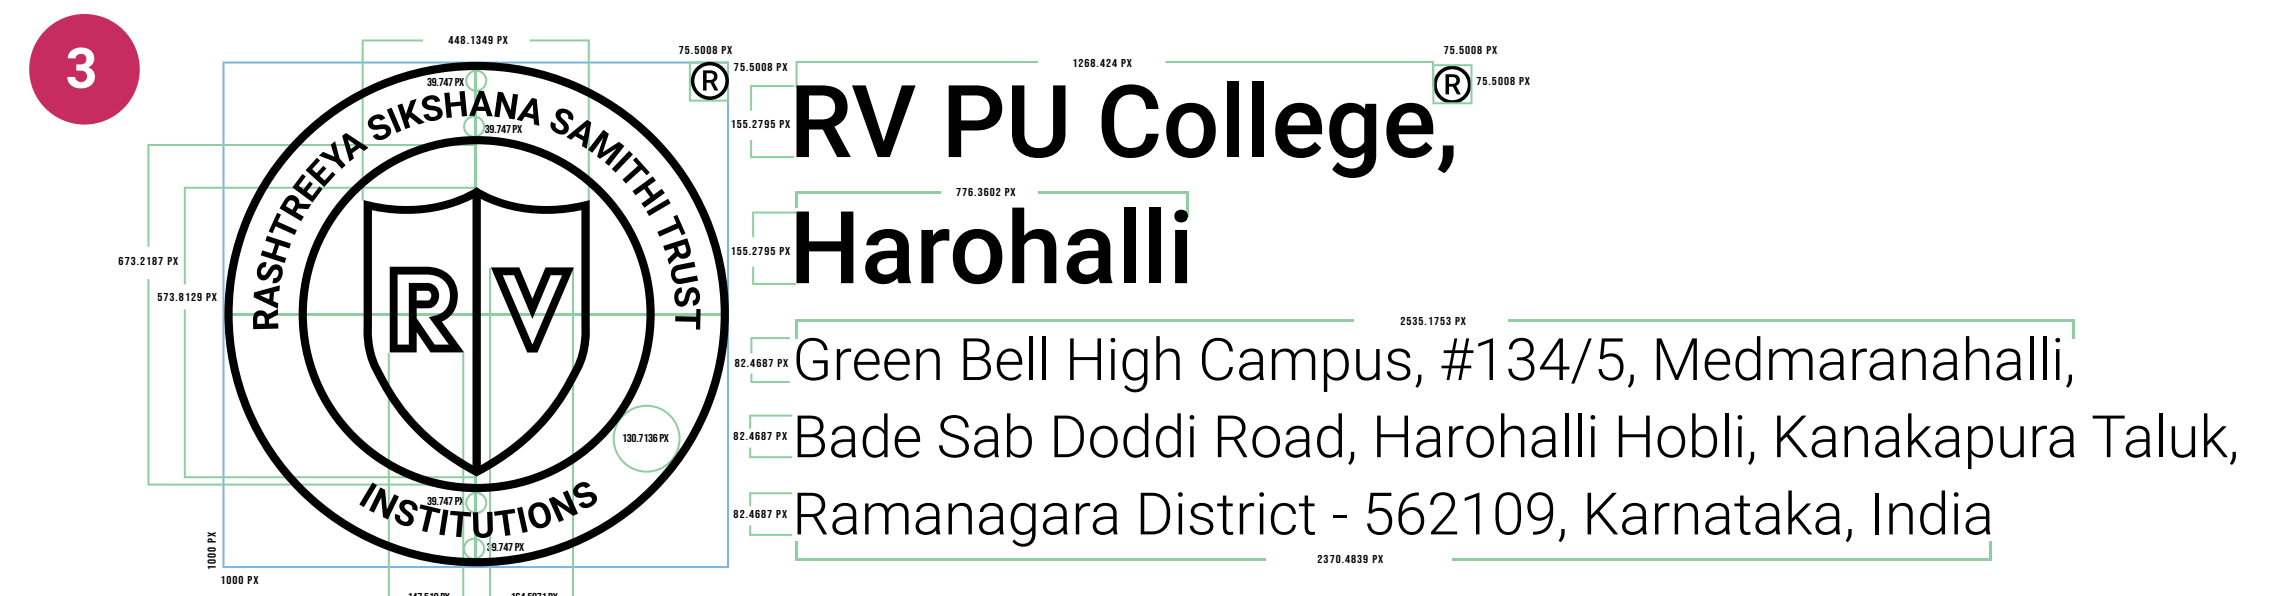 3
448.1349 PX
75.5008 PX
75.5008 PX
®
39.747 PX
39.747 PX
RASHTREEYA SIKSHANA SAMITHI TRUST
673.2187 PX
573.8129 PX
R V
130.7136 PX
39.747 PX
INSTITUTIONS
39.747 PX
1000 PX
1000 PX
1268.424 PX
75.5008 PX
75.5008 PX
155.2795 PX
RV PU College,®
776.3602 PX
155.2795 PX
Harohalli
2535.1753 PX
82.4687 PX
Green Bell High Campus, #134/5, Medmaranahalli,
82.4687 PX
Bade Sab Doddi Road, Harohalli Hobli, Kanakapura Taluk,
82.4687 PX
Ramanagara District - 562109, Karnataka, India
2370.4839 PX